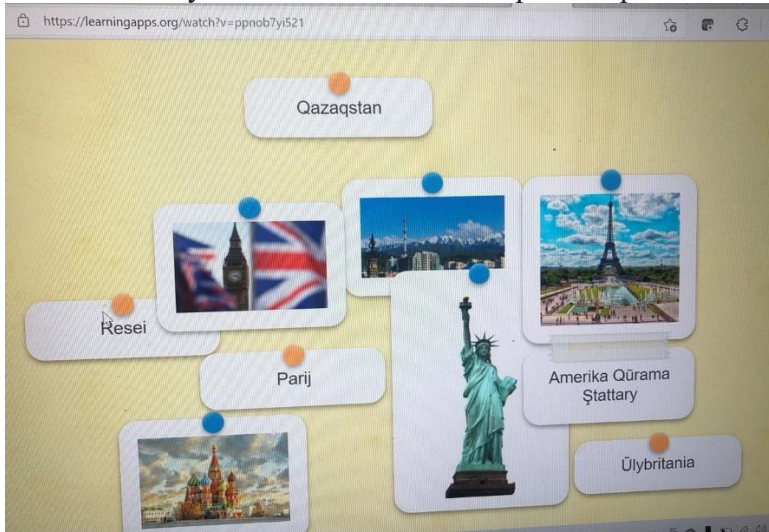 https://learningapps.org/watch?v=ppnob7yi521
Qazaqstan
Resei
Parij
Amerika Qūrama
Ştattary
Ūlybritania